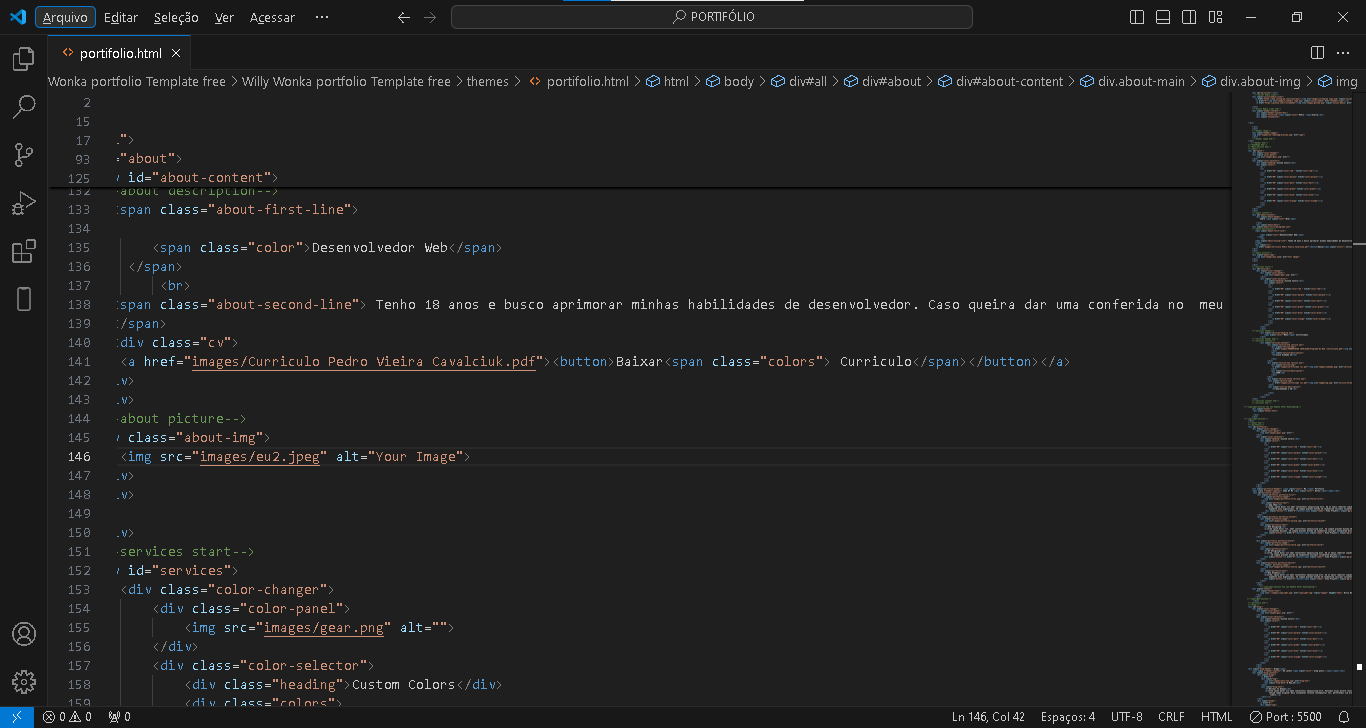 Arquivo Editar Seleção Ver Acessar ··· PORTIFÓLIO
portifolio.html
Wonka portfolio Template free > Willy Wonka portfolio Template free > themes > portifolio.html > html > body > div#all > div#about > div#about-content > div.about-main > div.about-img > img
2
15
17 ">
93 ="about">
125 id="about-content">
132 about description-->
133 span class="about-first-line">
134
135 <span class="color">Desenvolvedor Web</span>
136 </span>
137 <br>
138 span class="about-second-line"> Tenho 18 anos e busco aprimorar minhas habilidades de desenvolvedor. Caso queira dar uma conferida no  meu
139 /span>
140 div class="cv">
141 <a href="images/Curriculo Pedro Vieira Cavalciuk.pdf"><button>Baixar<span class="colors"> Curriculo</span></button></a>
142 v>
143 v>
144 about picture-->
145 class="about-img">
146 <img src="images/eu2.jpeg" alt="Your Image">
147 v>
148 v>
149
150 v>
151 services start-->
152 id="services">
153 <div class="color-changer">
154 <div class="color-panel">
155 <img src="images/gear.png" alt="">
156 </div>
157 <div class="color-selector">
158 <div class="heading">Custom Colors</div>
159 <div class="colors">
0 0 0 Ln 146, Col 42 Espaços: 4 UTF-8 CRLF HTML Port : 5500